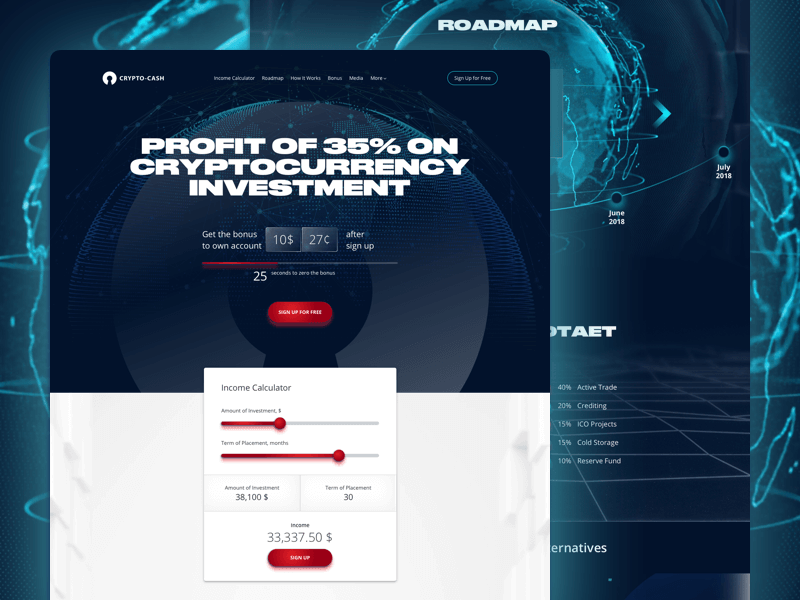 ROADMAP
CRYPTO-CASH
Income Calculator Roadmap How It Works Bonus Media More
Sign Up for Free
PROFIT OF 35% ON
CRYPTOCURRENCY
INVESTMENT
Get the bonus
to own account
10$ 27¢
after
sign up
25 seconds to zero the bonus
SIGN UP FOR FREE
Income Calculator
Amount of Investment, $
Term of Placement, months
Amount of Investment
38,100 $
Term of Placement
30
income
33,337.50 $
SIGN UP
July
2018
June
2018
ОТАЕТ
40% Active Trade
20% Crediting
15% ICO Projects
15% Cold Storage
10% Reserve Fund
ernatives